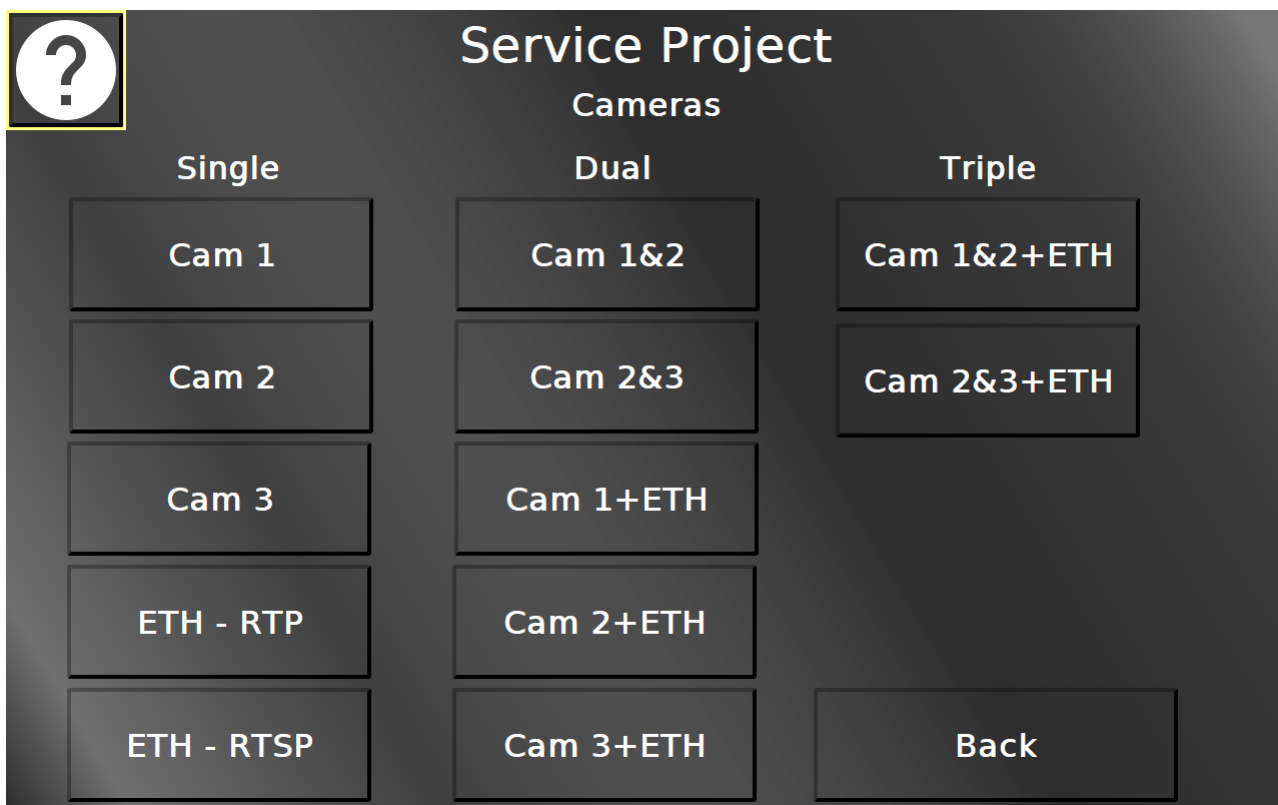 ?
Service Project
Cameras
Single
Dual
Triple
Cam 1
Cam 1&2
Cam 1&2+ETH
Cam 2
Cam 2&3
Cam 2&3+ETH
Cam 3
Cam 1+ETH
ETH - RTP
Cam 2+ETH
ETH - RTSP
Cam 3+ETH
Back